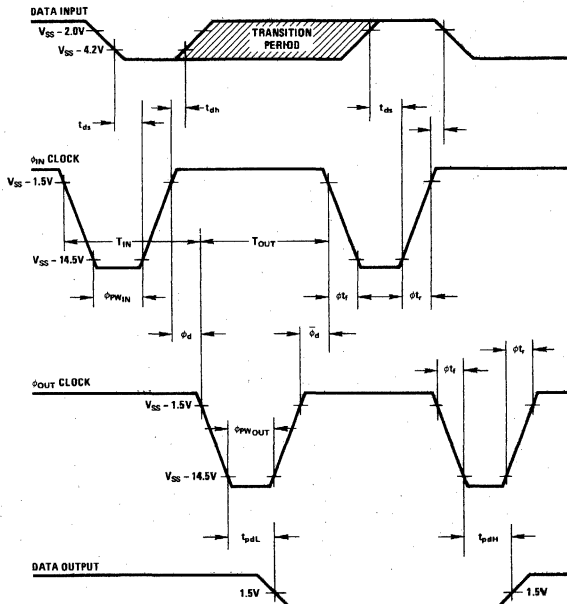 DATA INPUT
VSS – 2.0V
VSS – 4.2V
TRANSITION
PERIOD
tdh
tds
tds
ϕIN CLOCK
VSS – 1.5V
TIN
TOUT
VSS – 14.5V
ϕPWIN
ϕtf
ϕtr
ϕd
ϕ̅d
ϕtf
ϕtr
ϕOUT CLOCK
VSS – 1.5V
ϕPWOUT
VSS – 14.5V
tpdL
tpdH
DATA OUTPUT
1.5V
1.5V